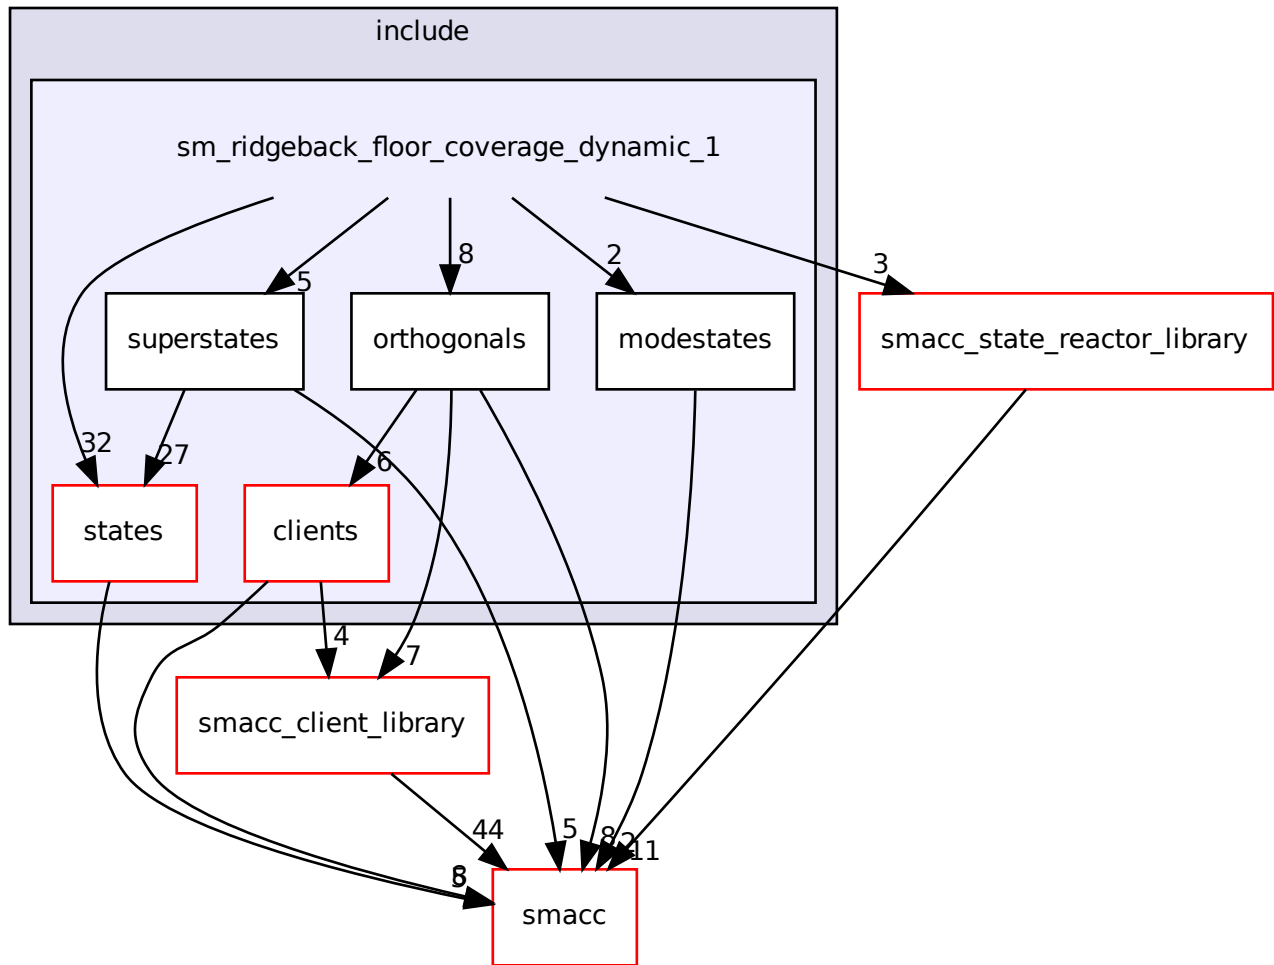 include
sm_ridgeback_floor_coverage_dynamic_1
5
8
2
3
superstates
orthogonals
modestates
smacc_state_reactor_library
32
27
6
states
clients
4
7
smacc_client_library
44
5
8
2
11
smacc